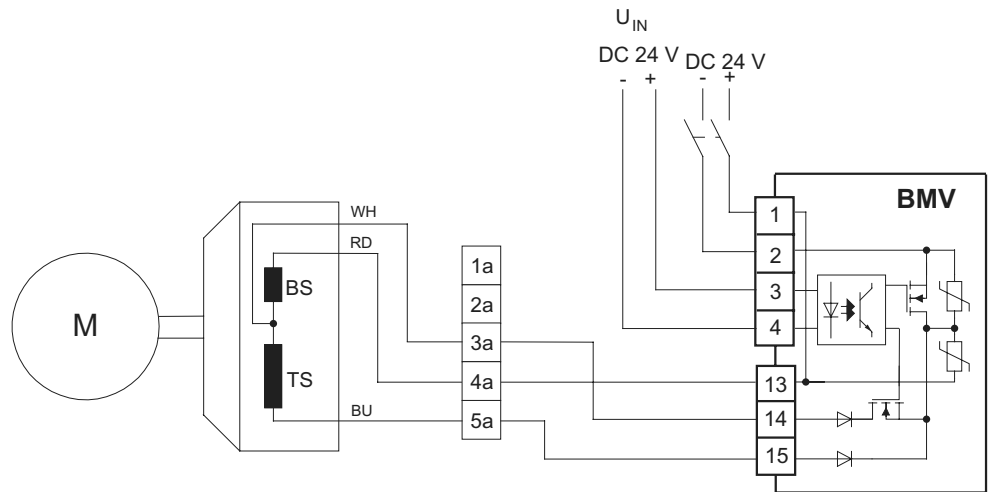 U IN
DC 24 V DC 24 V
- + - +
BMV
WH
RD
BS
TS
BU
M
1a
2a
3a
4a
5a
1
2
3
4
13
14
15